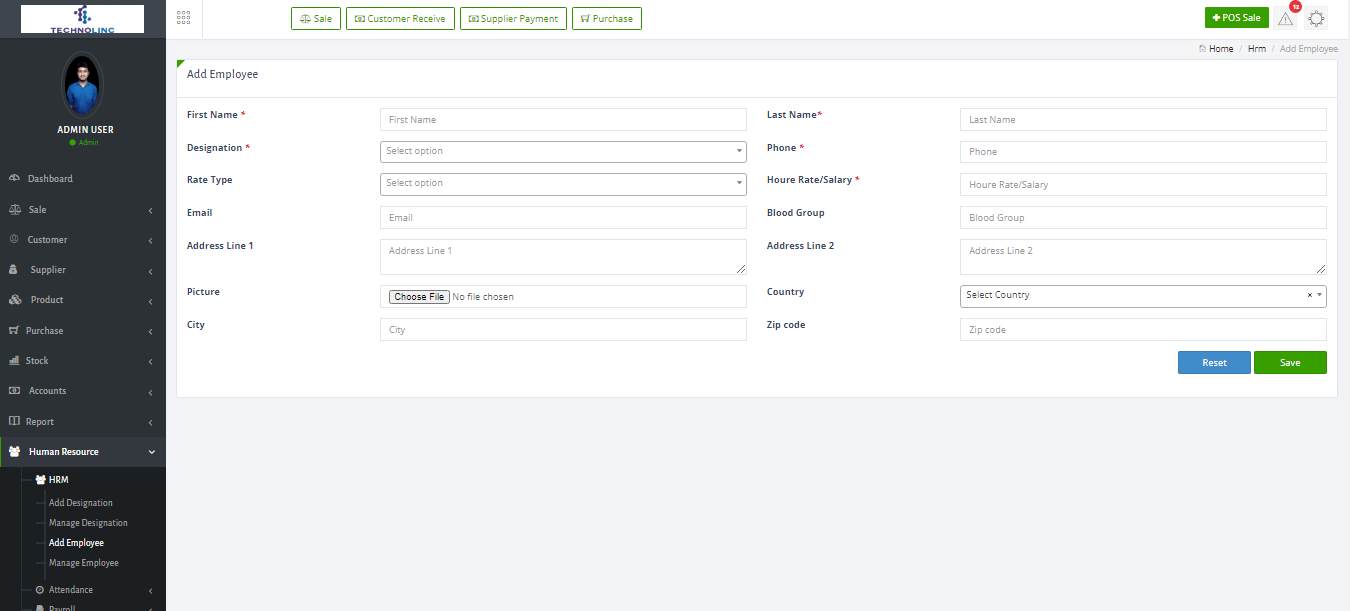 TECHNOLINC
Sale
Customer Receive
Supplier Payment
Purchase
POS Sale
12
Home / Hrm / Add Employee
ADMIN USER
Admin
Dashboard
Sale
Customer
Supplier
Product
Purchase
Stock
Accounts
Report
Human Resource
HRM
Add Designation
Manage Designation
Add Employee
Manage Employee
Attendance
Payroll
Add Employee
First Name *
First Name
Last Name*
Last Name
Designation *
Select option
Phone *
Phone
Rate Type
Select option
Houre Rate/Salary *
Houre Rate/Salary
Email
Email
Blood Group
Blood Group
Address Line 1
Address Line 1
Address Line 2
Address Line 2
Picture
Choose File No file chosen
Country
Select Country ×
City
City
Zip code
Zip code
Reset
Save